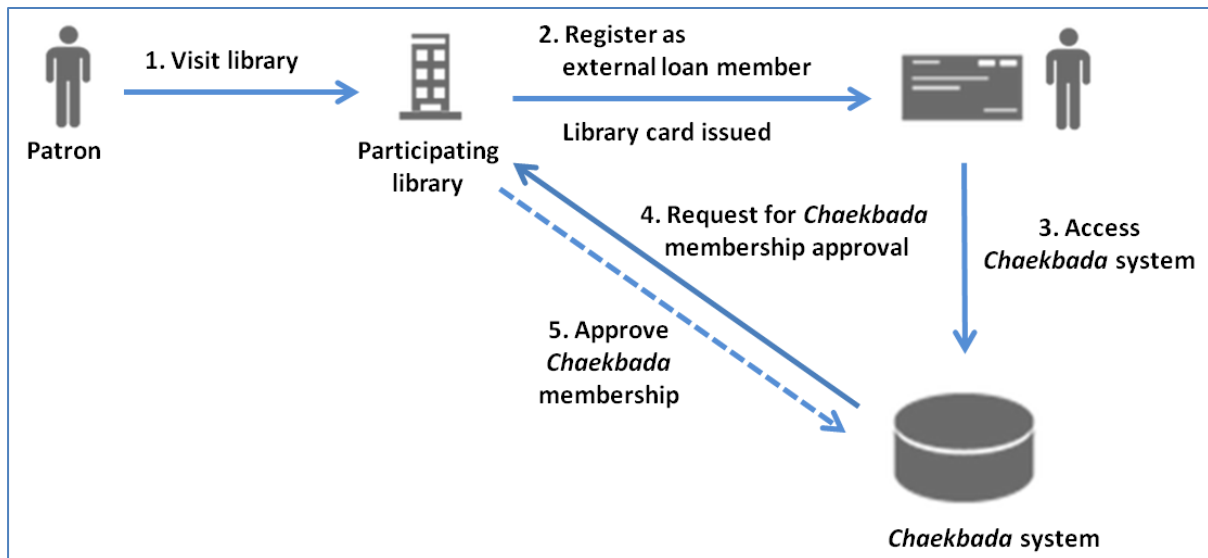 1. Visit library
2. Register as
external loan member
Library card issued
Patron
Participating
library
4. Request for Chaekbada
membership approval
3. Access
Chaekbada system
5. Approve
Chaekbada
membership
Chaekbada system